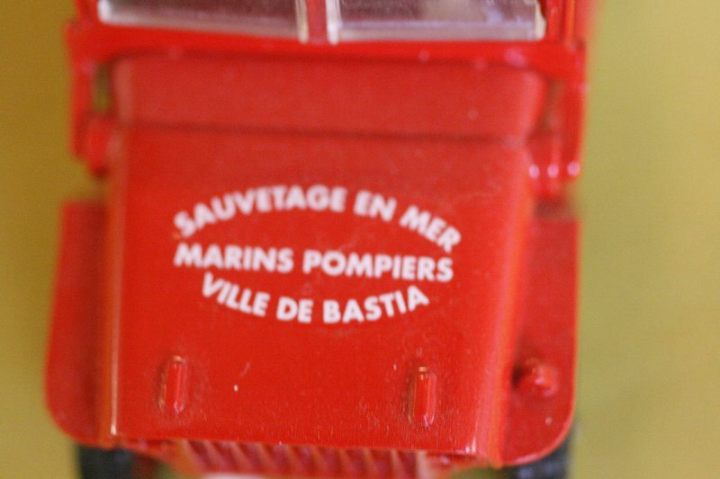 SAUVETAGE EN MER
MARINS POMPIERS
VILLE DE BASTIA